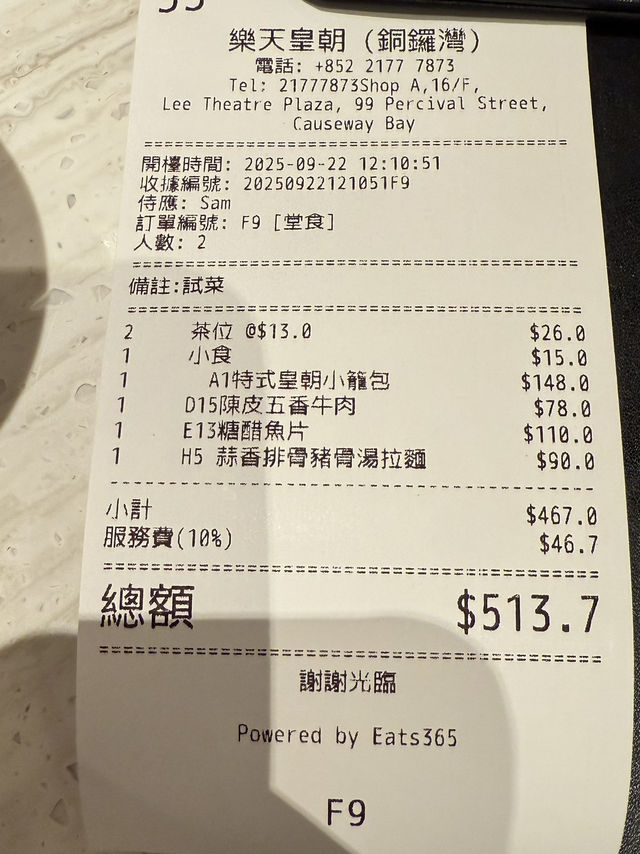 樂天皇朝 (銅鑼灣)
電話: +852 2177 7873
Tel: 21777873Shop A,16/F,
Lee Theatre Plaza, 99 Percival Street,
Causeway Bay
開檯時間: 2025-09-22 12:10:51
收據編號: 20250922121051F9
侍應: Sam
訂單編號: F9 [堂食]
人數: 2
備註:試菜
2 茶位 @$13.0 $26.0
1 小食 $15.0
1 A1特式皇朝小籠包 $148.0
1 D15陳皮五香牛肉 $78.0
1 E13糖醋魚片 $110.0
1 H5 蒜香排骨豬骨湯拉麵 $90.0
小計 $467.0
服務費(10%) $46.7
總額 $513.7
謝謝光臨
Powered by Eats365
F9